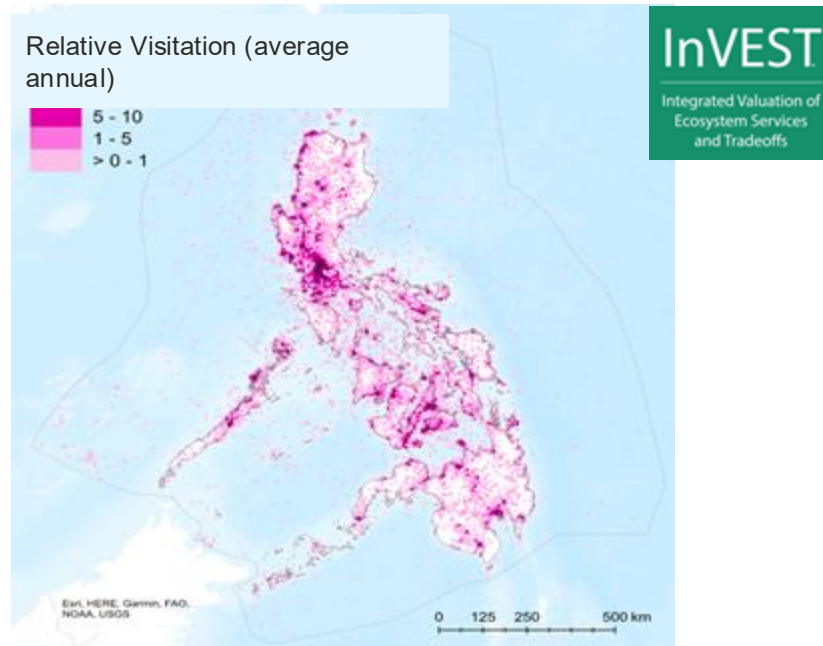 Relative Visitation (average
annual)
5 - 10
1 - 5
> 0 - 1
InVEST
Integrated Valuation of
Ecosystem Services
and Tradeoffs
Esri, HERE, Garmin, FAO,
NOAA, USGS
0 125 250 500 km